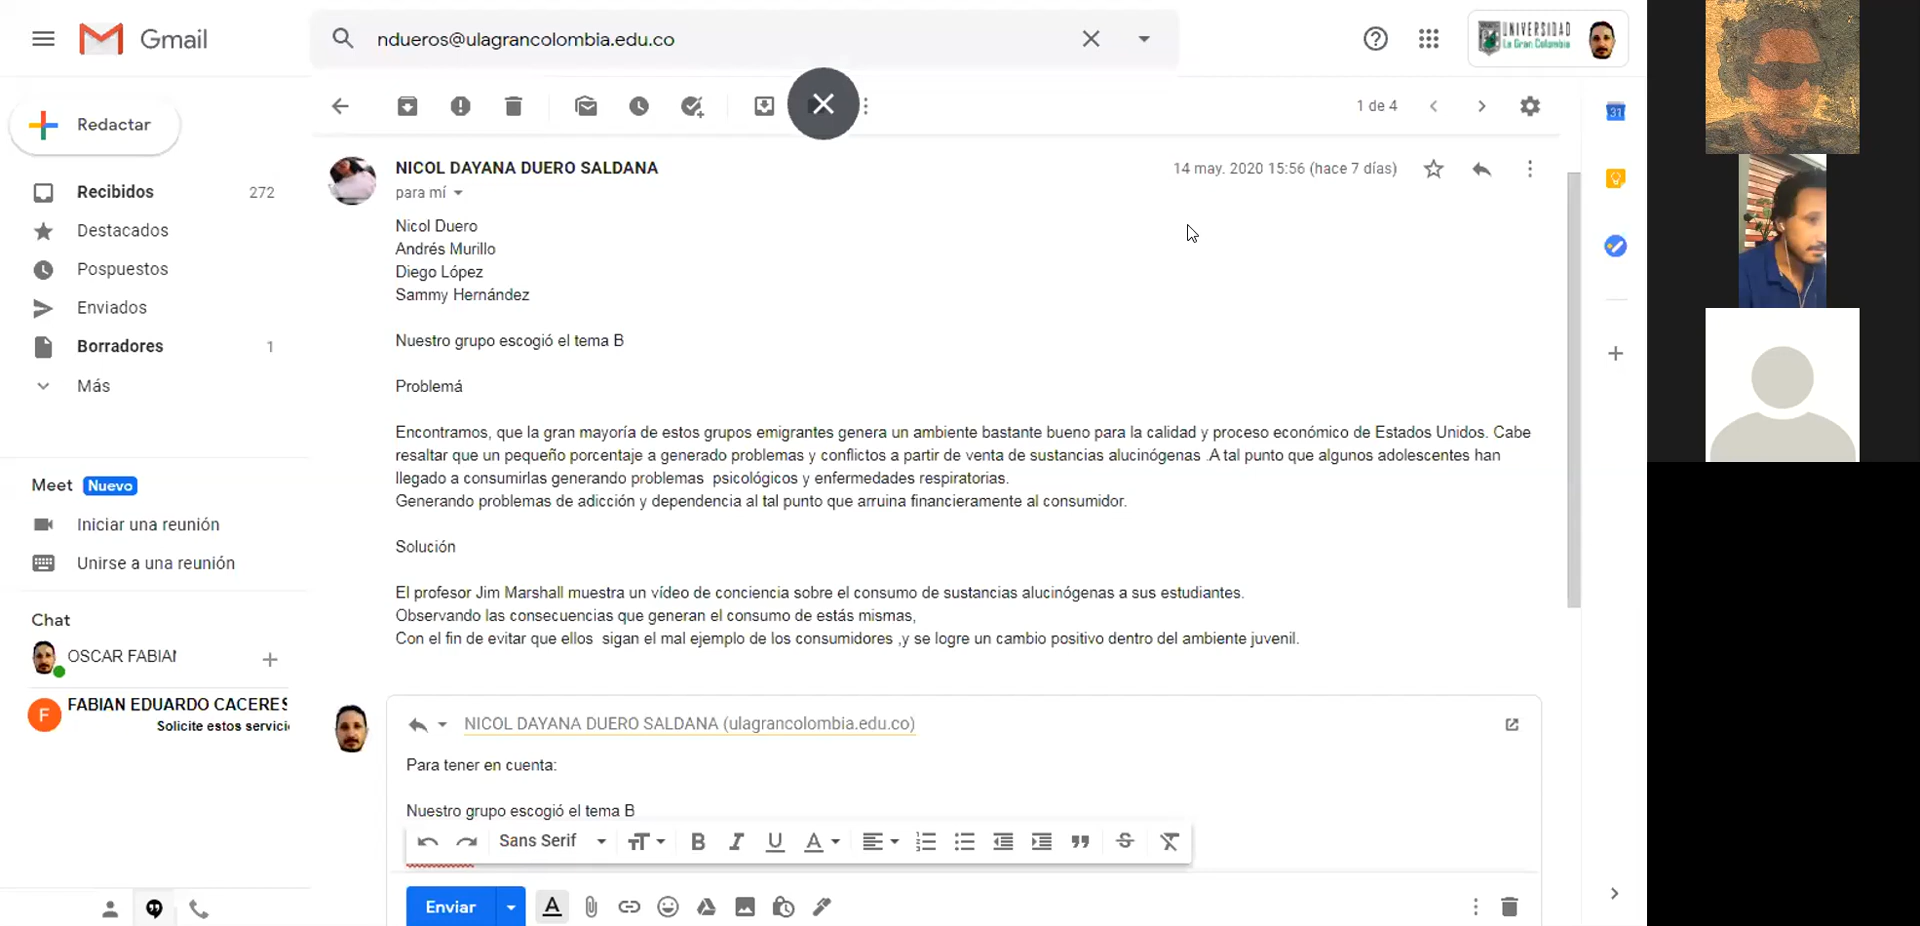 Gmail
ndueros@ulagrancolombia.edu.co
UNIVERSIDAD
La Gran Colombia
Redactar
1 de 4
31
Recibidos 272
Destacados
Pospuestos
Enviados
Borradores 1
Más
Meet Nuevo
Iniciar una reunión
Unirse a una reunión
Chat
OSCAR FABIAN
F
FABIAN EDUARDO CACERES
Solicite estos servicio
NICOL DAYANA DUERO SALDANA
14 may. 2020 15:56 (hace 7 días)
para mí
Nicol Duero
Andrés Murillo
Diego López
Sammy Hernández
Nuestro grupo escogió el tema B
Problemá
Encontramos, que la gran mayoría de estos grupos emigrantes genera un ambiente bastante bueno para la calidad y proceso económico de Estados Unidos. Cabe
resaltar que un pequeño porcentaje a generado problemas y conflictos a partir de venta de sustancias alucinógenas .A tal punto que algunos adolescentes han
llegado a consumirlas generando problemas  psicológicos y enfermedades respiratorias.
Generando problemas de adicción y dependencia al tal punto que arruina financieramente al consumidor.
Solución
El profesor Jim Marshall muestra un vídeo de conciencia sobre el consumo de sustancias alucinógenas a sus estudiantes.
Observando las consecuencias que generan el consumo de estás mismas,
Con el fin de evitar que ellos  sigan el mal ejemplo de los consumidores ,y se logre un cambio positivo dentro del ambiente juvenil.
NICOL DAYANA DUERO SALDANA (ulagrancolombia.edu.co)
Para tener en cuenta:
Nuestro grupo escogió el tema B
Sans Serif
Enviar